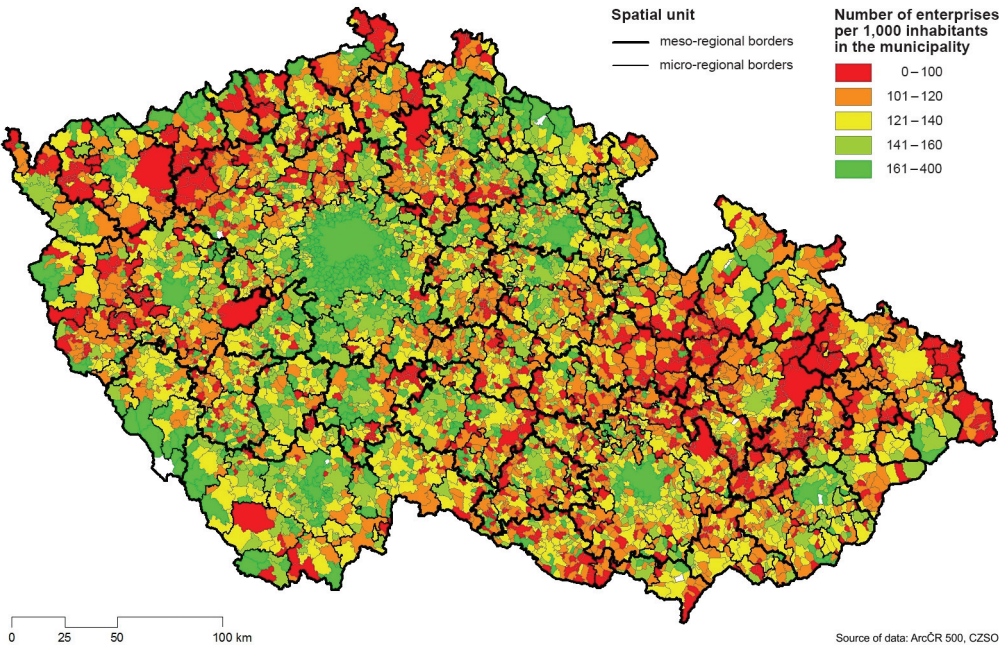 Spatial unit
meso-regional borders
micro-regional borders
Number of enterprises
per 1,000 inhabitants
in the municipality
0–100
101–120
121–140
141–160
161–400
0 25 50 100 km
Source of data: ArcČR 500, CZSO